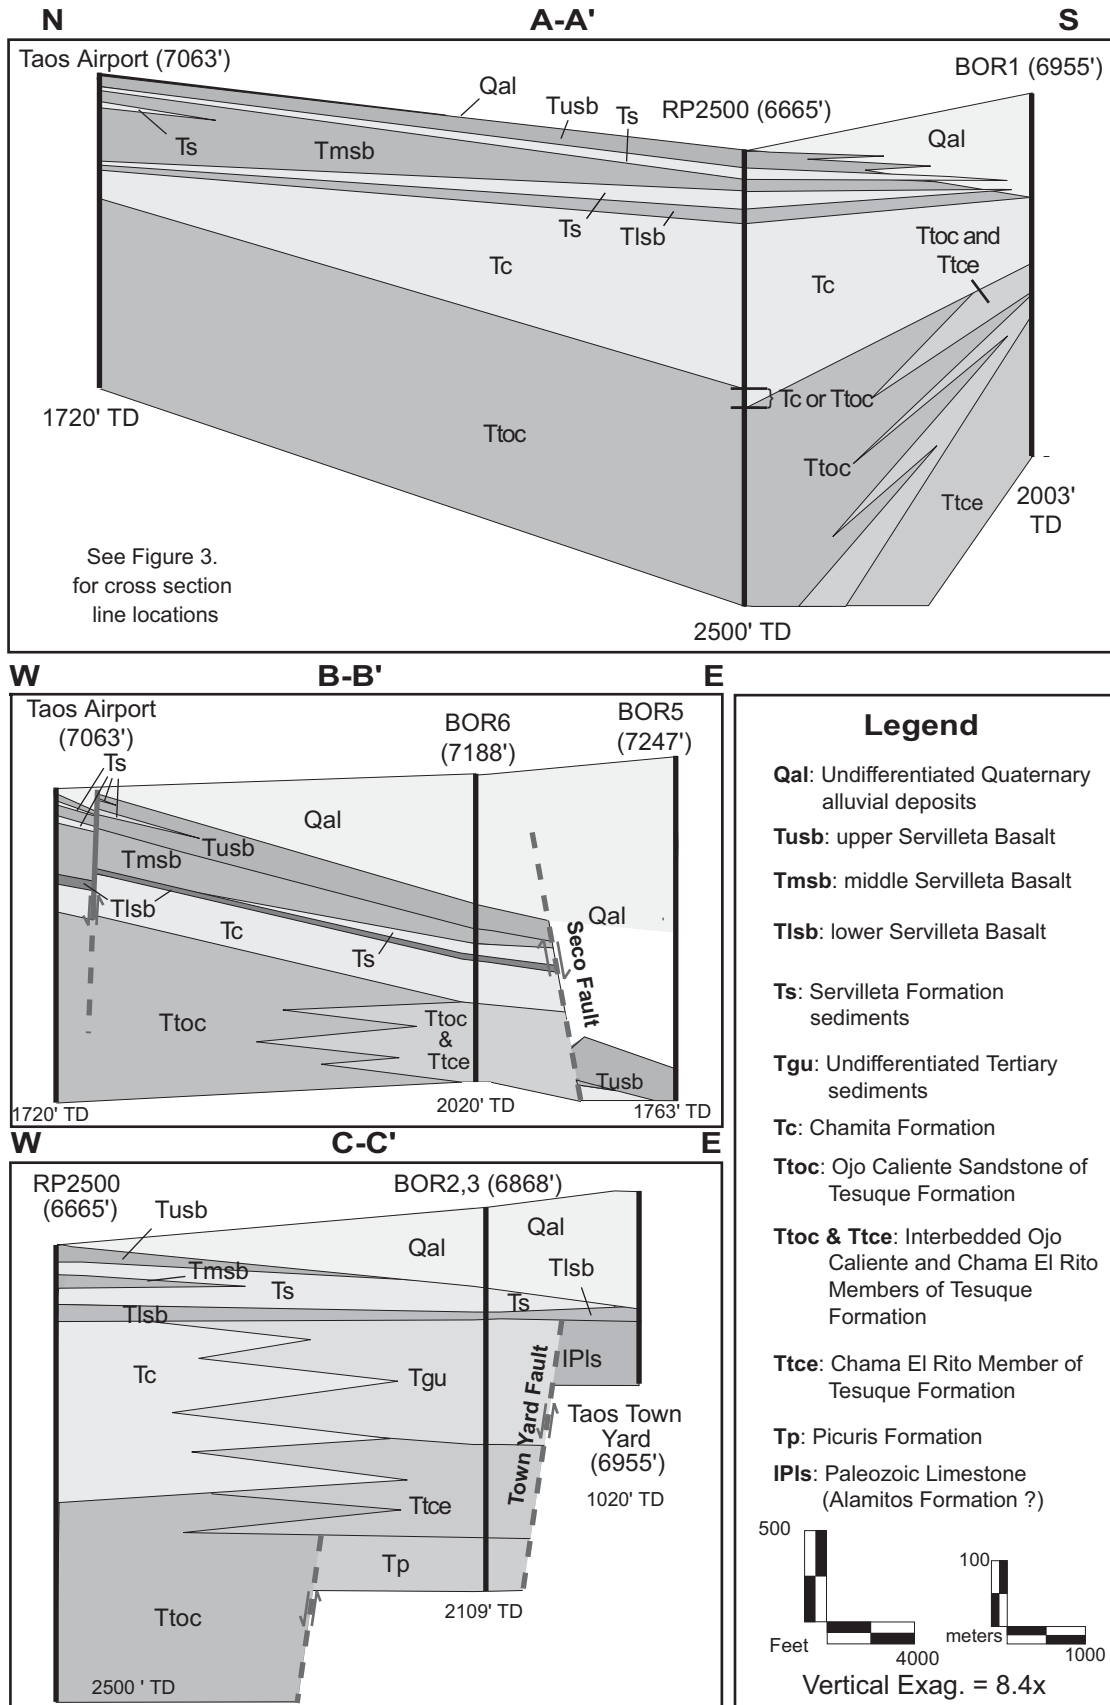 N A-A' S
Taos Airport (7063')
BOR1 (6955')
Qal
Tusb
Ts
RP2500 (6665')
Qal
Ts
Tmsb
Ts
Tlsb
Ttoc and
Ttce
Tc
Tc
Tc or Ttoc
1720' TD
Ttoc
Ttoc
Ttce
2003'
TD
See Figure 3.
for cross section
line locations
2500' TD
W B-B' E
Taos Airport
(7063')
BOR6
(7188')
BOR5
(7247')
Ts
Qal
Tusb
Tmsb
Tlsb
Qal
Tc
Ts
Seco Fault
Ttoc
Ttoc
&
Ttce
Tusb
1720' TD
2020' TD
1763' TD
W C-C' E
RP2500
(6665')
BOR2,3 (6868')
Tusb
Qal
Qal
Tmsb
Ts
Tlsb
Ts
Tlsb
Tc
Tgu
IPls
Town Yard Fault
Taos Town
Yard
(6955')
1020' TD
Ttce
Tp
2109' TD
Ttoc
2500 ' TD
Legend
Qal: Undifferentiated Quaternary
alluvial deposits
Tusb: upper Servilleta Basalt
Tmsb: middle Servilleta Basalt
Tlsb: lower Servilleta Basalt
Ts: Servilleta Formation
sediments
Tgu: Undifferentiated Tertiary
sediments
Tc: Chamita Formation
Ttoc: Ojo Caliente Sandstone of
Tesuque Formation
Ttoc & Ttce: Interbedded Ojo
Caliente and Chama El Rito
Members of Tesuque
Formation
Ttce: Chama El Rito Member of
Tesuque Formation
Tp: Picuris Formation
IPls: Paleozoic Limestone
(Alamitos Formation ?)
500
100
Feet
4000
meters
1000
Vertical Exag. = 8.4x